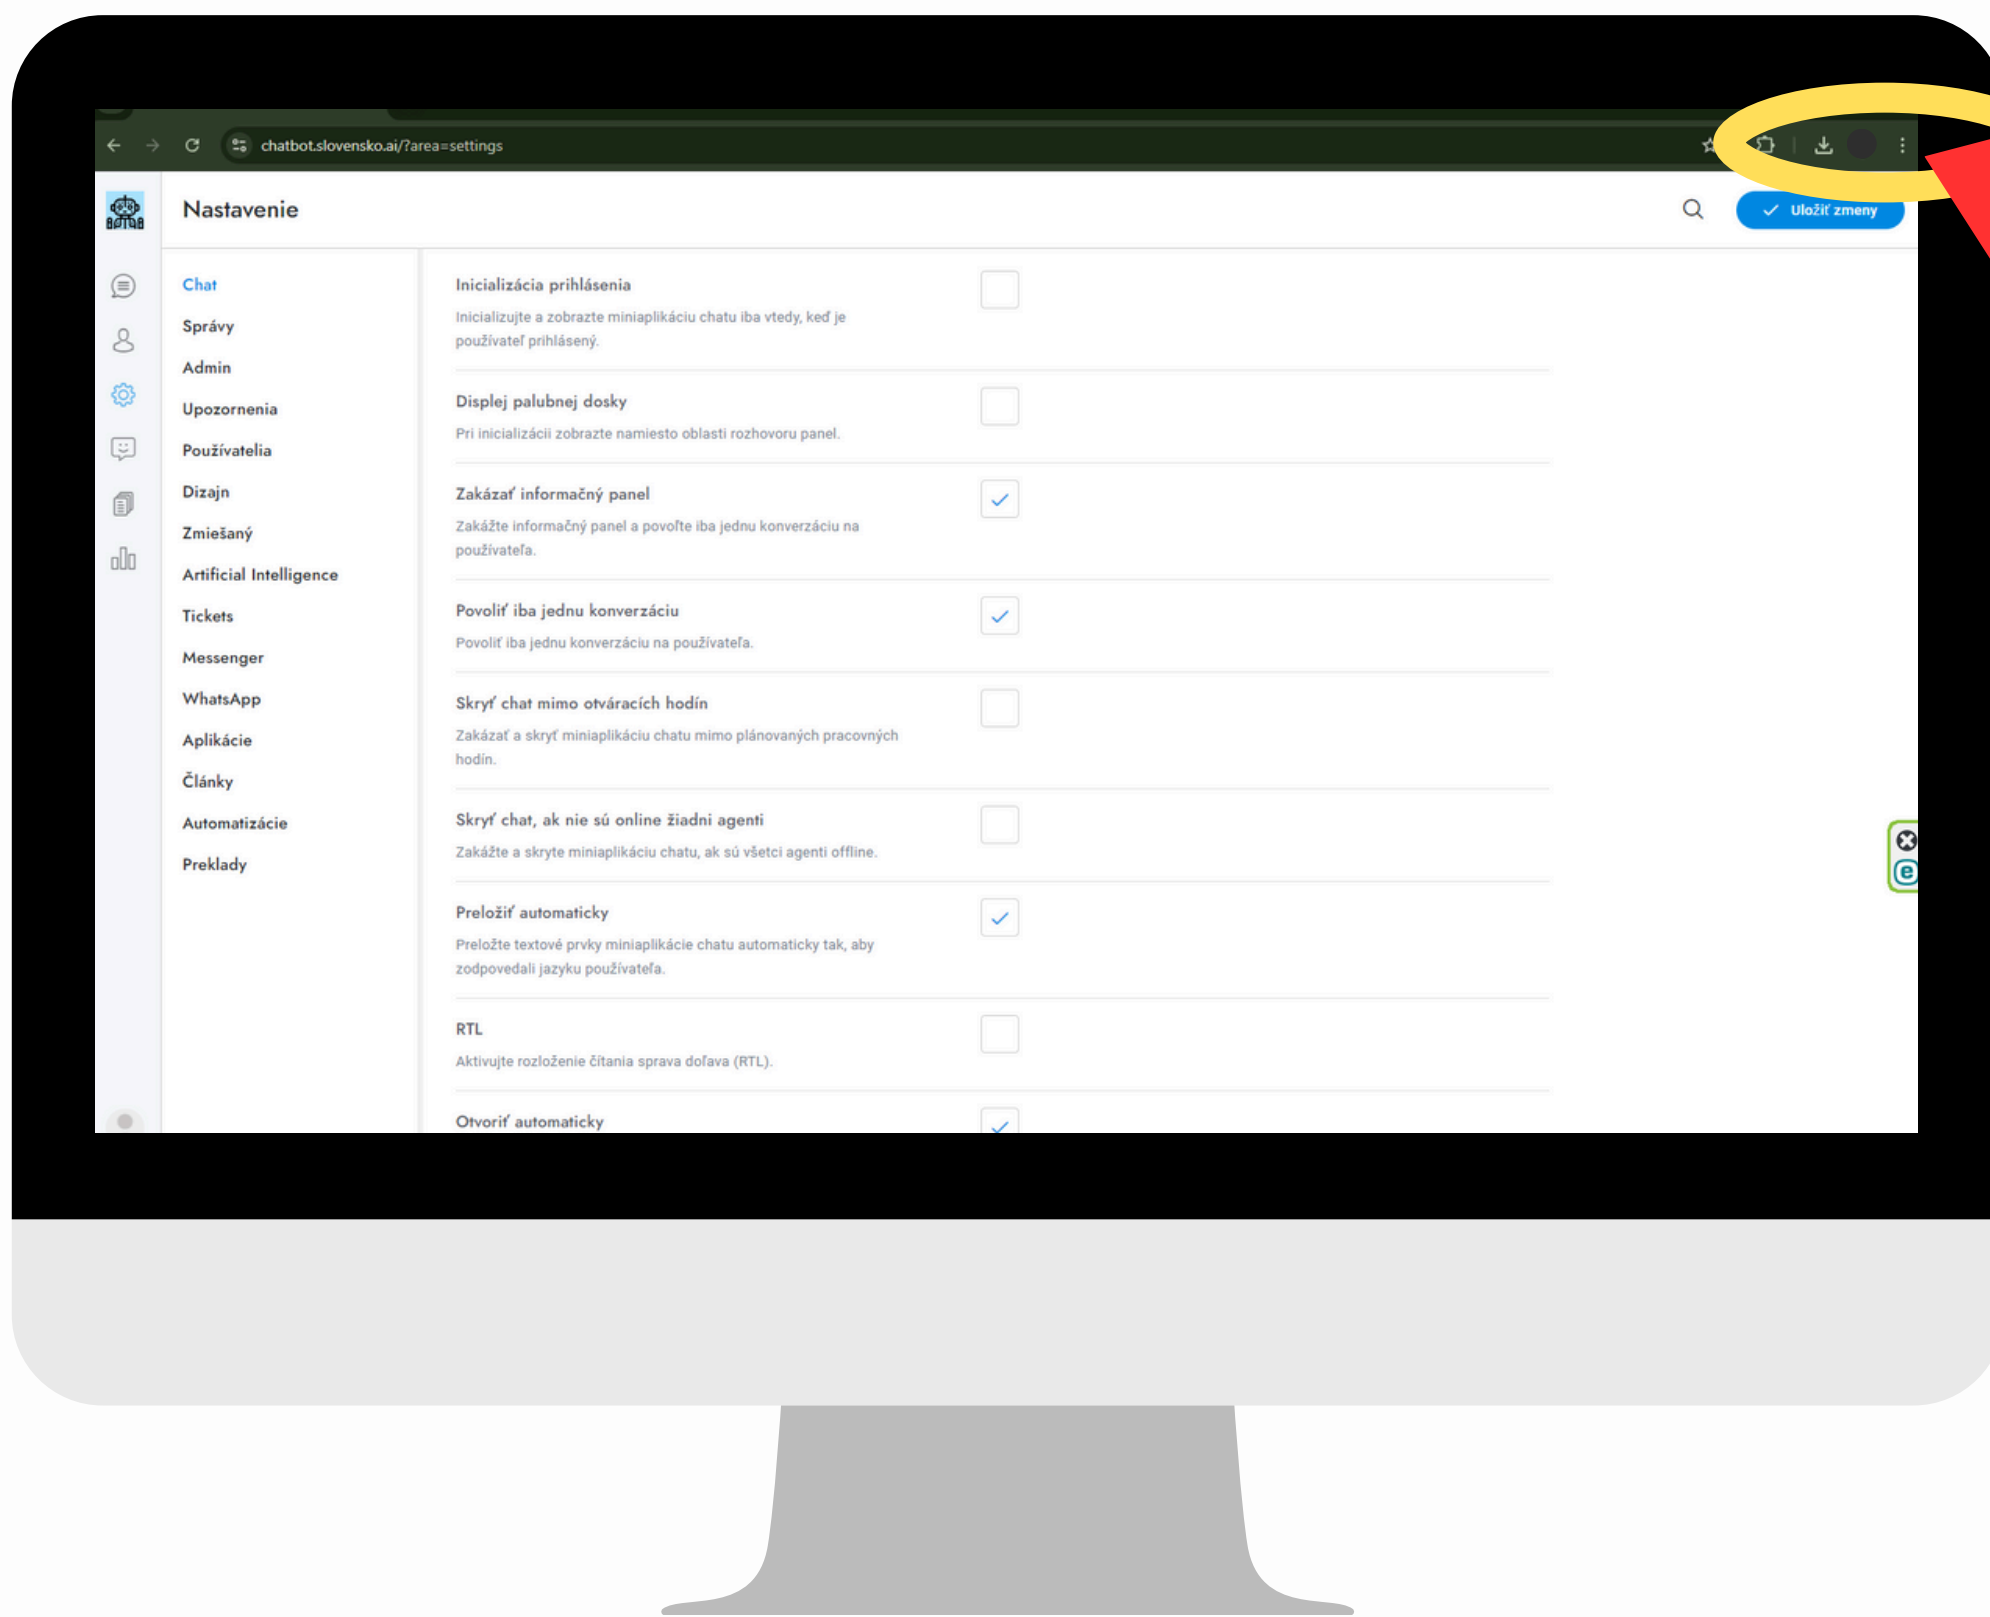 chatbot.slovensko.ai/?area=settings
Nastavenie
Uložiť zmeny
Chat
Správy
Admin
Upozornenia
Používatelia
Dizajn
Zmiešaný
Artificial Intelligence
Tickets
Messenger
WhatsApp
Aplikácie
Články
Automatizácie
Preklady
Inicializácia prihlásenia
Inicializujte a zobrazte miniaplikáciu chatu iba vtedy, keď je
používateľ prihlásený.
Displej palubnej dosky
Pri inicializácii zobrazte namiesto oblasti rozhovoru panel.
Zakázať informačný panel
Zakážte informačný panel a povoľte iba jednu konverzáciu na
používateľa.
Povoliť iba jednu konverzáciu
Povoliť iba jednu konverzáciu na používateľa.
Skryť chat mimo otváracích hodín
Zakázať a skryť miniaplikáciu chatu mimo plánovaných pracovných
hodín.
Skryť chat, ak nie sú online žiadni agenti
Zakážte a skryte miniaplikáciu chatu, ak sú všetci agenti offline.
Preložiť automaticky
Preložte textové prvky miniaplikácie chatu automaticky tak, aby
zodpovedali jazyku používateľa.
RTL
Aktivujte rozloženie čítania sprava doľava (RTL).
Otvoriť automaticky